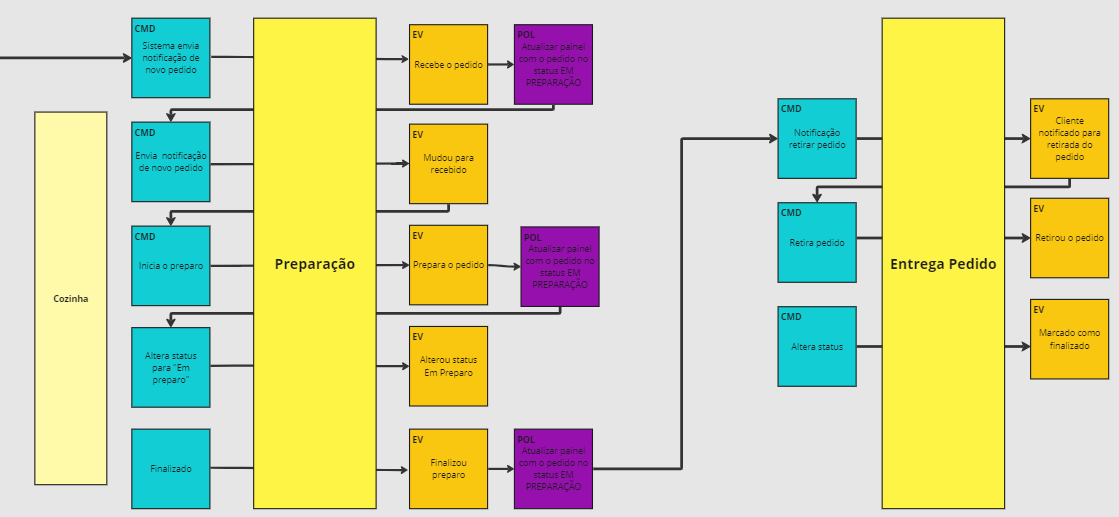 CMD
Sistema envia
notificação de
novo pedido
EV
Recebe o pedido
POL
Atualizar painel
com o pedido no
status EM
PREPARAÇÃO
Cozinha
CMD
Envia notificação
de novo pedido
EV
Mudou para
recebido
CMD
Inicia o preparo
Preparação
EV
Prepara o pedido
POL
Atualizar painel
com o pedido no
status EM
PREPARAÇÃO
CMD
Altera status
para "Em
preparo"
EV
Alterou status
Em Preparo
Finalizado
EV
Finalizou
preparo
POL
Atualizar painel
com o pedido no
status EM
PREPARAÇÃO
CMD
Notificação
retirar pedido
EV
Cliente
notificado para
retirada do
pedido
CMD
Retira pedido
Entrega Pedido
EV
Retirou o pedido
CMD
Altera status
EV
Marcado como
finalizado